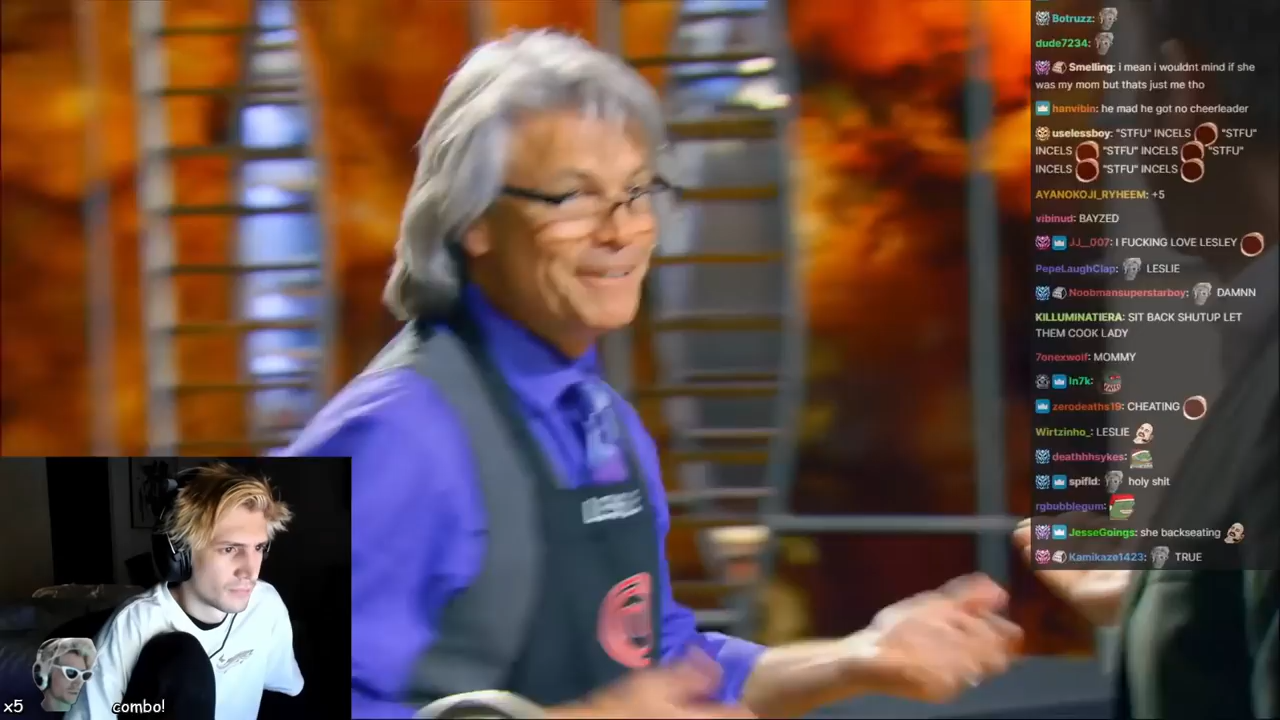 Botruzz:
dude7234:
Smelling: i mean i wouldnt mind if she
was my mom but thats just me tho
hanvibin: he mad he got no cheerleader
uselessboy: "STFU" INCELS "STFU"
INCELS "STFU" INCELS "STFU"
INCELS "STFU" INCELS
AYANOKOJI_RYHEEM: +5
vibinud: BAYZED
JJ__007: I FUCKING LOVE LESLEY
PepeLaughClap: LESLIE
Noobmansuperstarboy: DAMNN
KILLUMINATIERA: SIT BACK SHUTUP LET
THEM COOK LADY
7onexwolf: MOMMY
ln7k:
zerodeaths19: CHEATING
Wirtzinho_: LESLIE
deathhhsykes:
spifld: holy shit
rgbubblegum:
JesseGoings: she backseating
Kamikaze1423: TRUE
LESLIE
x5 combo!